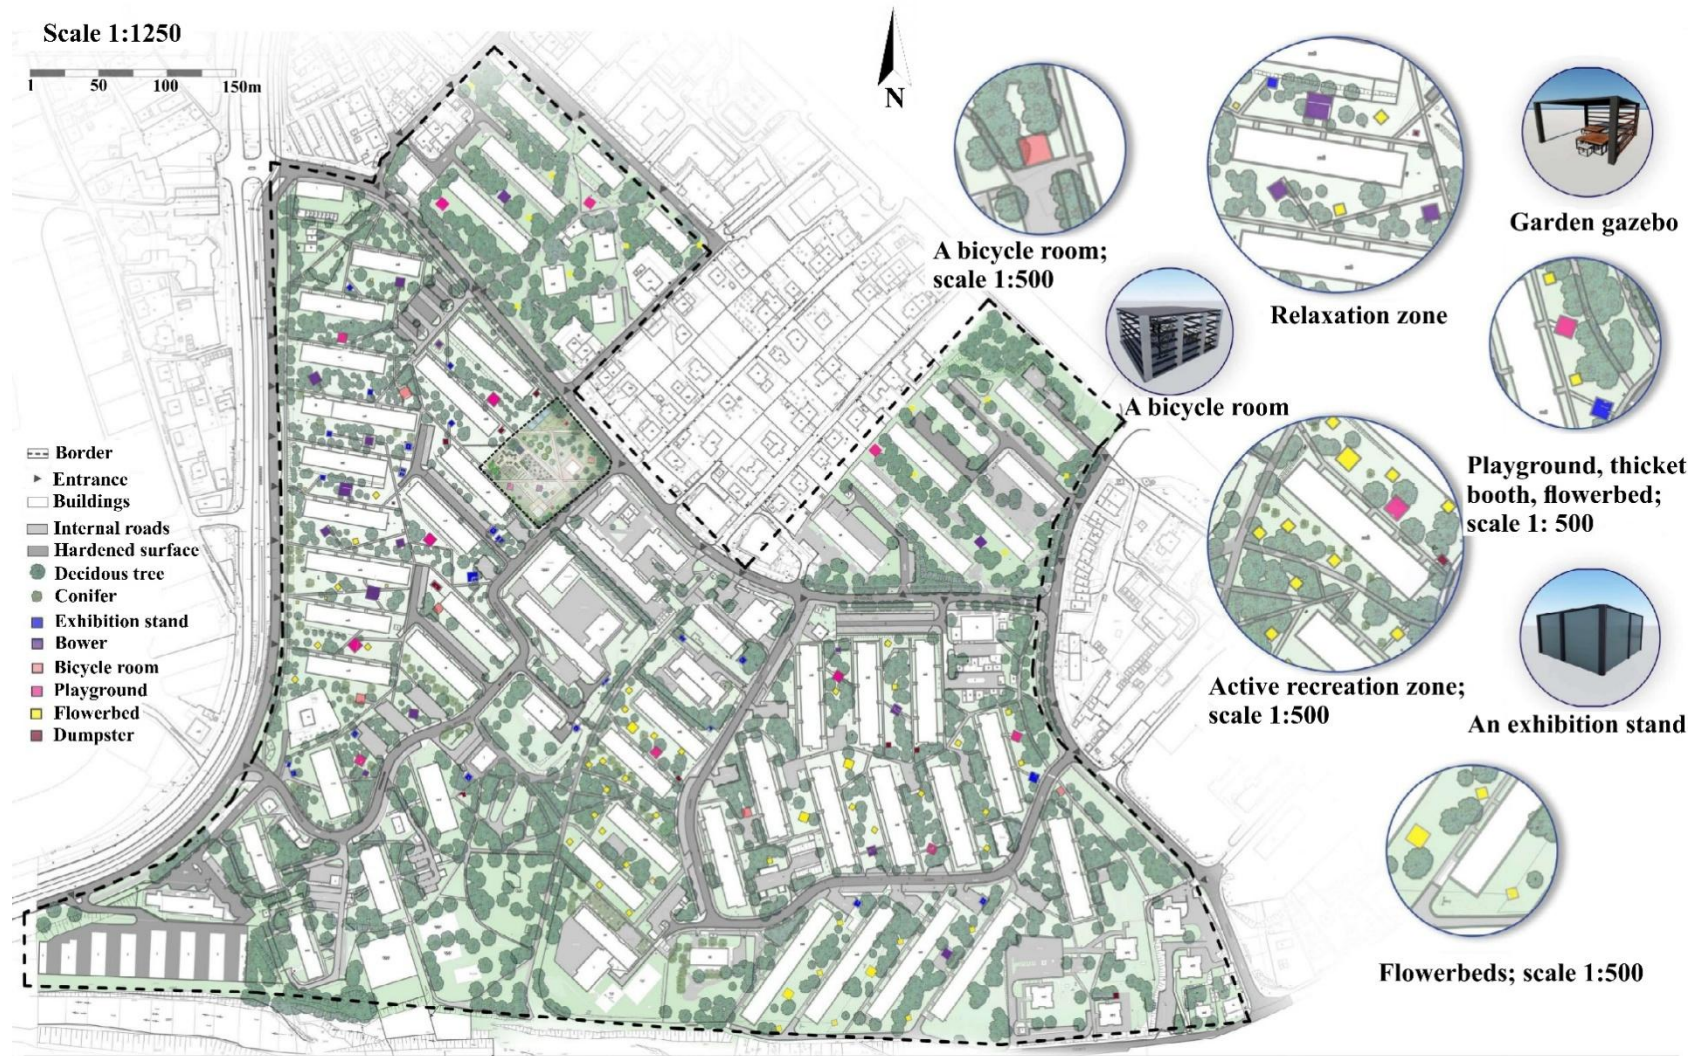 Scale 1:1250
1 50 100 150m
N
Border
Entrance
Buildings
Internal roads
Hardened surface
Decidous tree
Conifer
Exhibition stand
Bower
Bicycle room
Playground
Flowerbed
Dumpster
A bicycle room;
scale 1:500
A bicycle room
Relaxation zone
Garden gazebo
Playground, thicket
booth, flowerbed;
scale 1: 500
Active recreation zone;
scale 1:500
An exhibition stand
Flowerbeds; scale 1:500